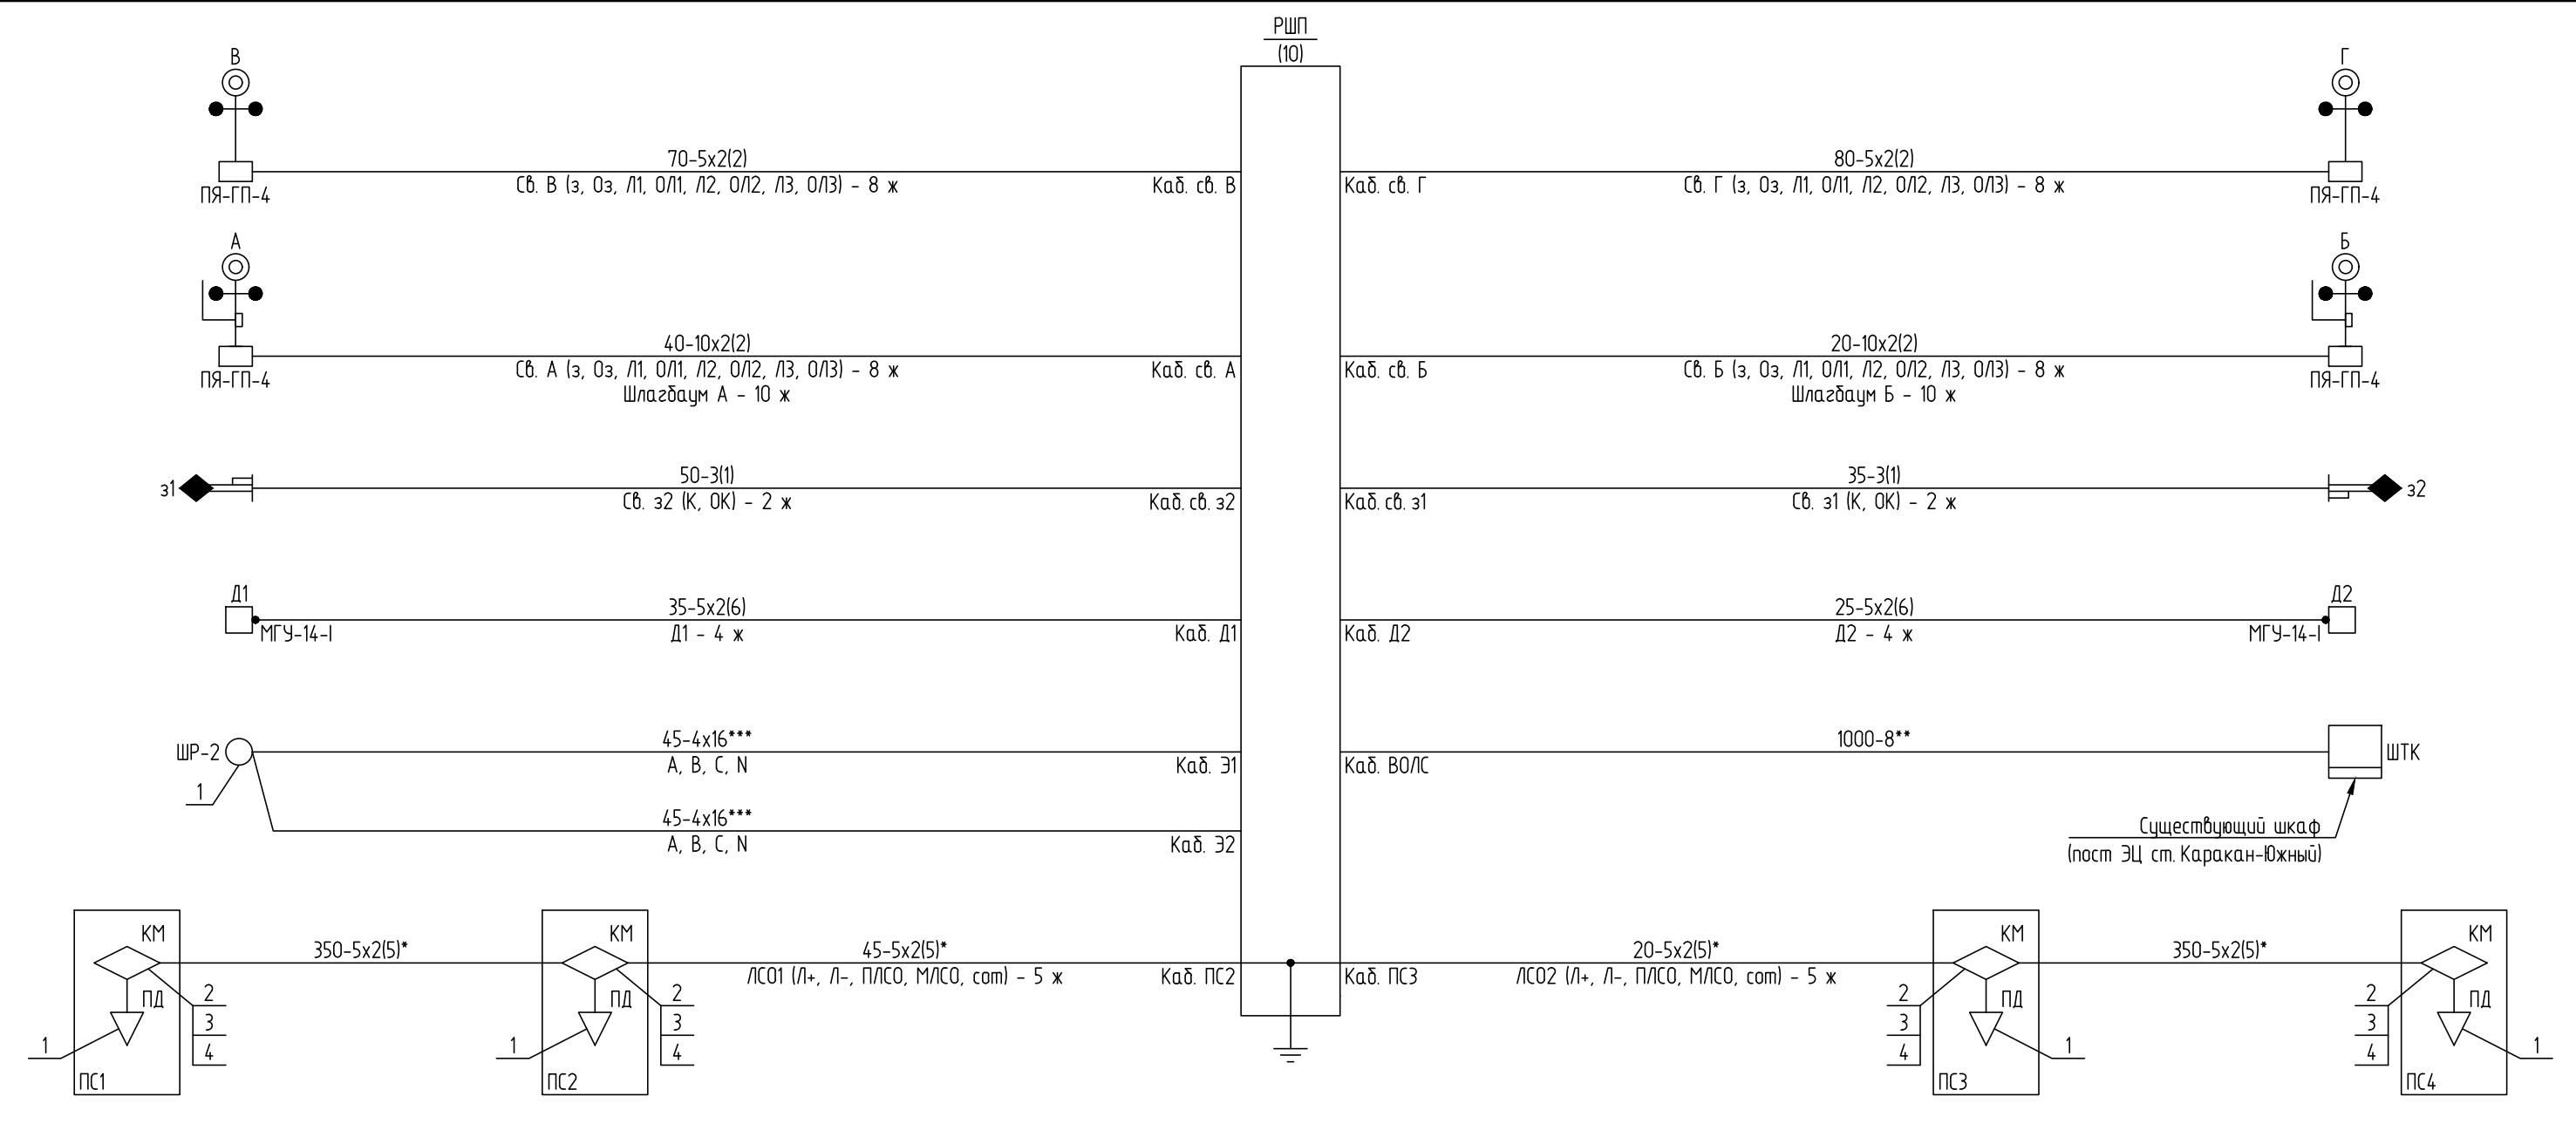 РШП
(10)
В
70-5х2(2)
Св. В (з, Оз, Л1, ОЛ1, Л2, ОЛ2, Л3, ОЛ3) - 8 ж
Каб. св. В
ПЯ-ГП-4
Г
80-5х2(2)
Каб. св. Г
Св. Г (з, Оз, Л1, ОЛ1, Л2, ОЛ2, Л3, ОЛ3) - 8 ж
ПЯ-ГП-4
А
40-10х2(2)
Св. А (з, Оз, Л1, ОЛ1, Л2, ОЛ2, Л3, ОЛ3) - 8 ж
Шлагбаум А - 10 ж
Каб. св. А
ПЯ-ГП-4
Б
20-10х2(2)
Каб. св. Б
Св. Б (з, Оз, Л1, ОЛ1, Л2, ОЛ2, Л3, ОЛ3) - 8 ж
Шлагбаум Б - 10 ж
ПЯ-ГП-4
з1
50-3(1)
Св. з2 (К, ОК) - 2 ж
Каб. св. з2
35-3(1)
Каб. св. з1
Св. з1 (К, ОК) - 2 ж
з2
Д1
МГУ-14-I
35-5х2(6)
Д1 - 4 ж
Каб. Д1
25-5х2(6)
Каб. Д2
Д2 - 4 ж
Д2
МГУ-14-I
ШР-2
1
45-4х16***
А, В, С, N
Каб. Э1
45-4х16***
А, В, С, N
Каб. Э2
1000-8**
Каб. ВОЛС
ШТК
Существующий шкаф
(пост ЭЦ ст. Каракан-Южный)
КМ
ПД
1
2
3
4
ПС1
350-5х2(5)*
КМ
ПД
1
2
3
4
ПС2
45-5х2(5)*
ЛСО1 (Л+, Л-, ПЛСО, МЛСО, com) - 5 ж
Каб. ПС2
Каб. ПС3
20-5х2(5)*
ЛСО2 (Л+, Л-, ПЛСО, МЛСО, com) - 5 ж
КМ
ПД
2
3
4
1
ПС3
350-5х2(5)*
КМ
ПД
2
3
4
1
ПС4